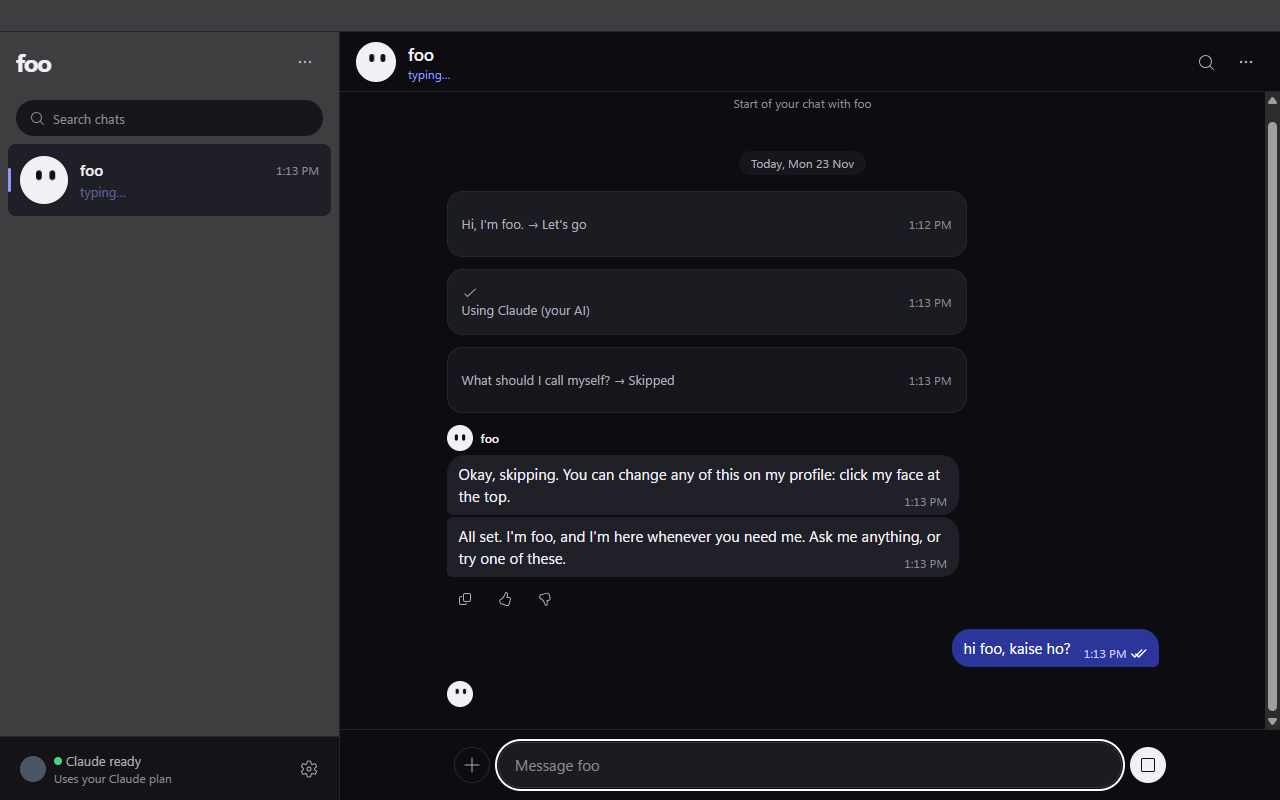 foo
...
Search chats
foo
1:13 PM
typing...
Claude ready
Uses your Claude plan
foo
typing...
...
Start of your chat with foo
Today, Mon 23 Nov
Hi, I'm foo. → Let's go
1:12 PM
Using Claude (your AI)
1:13 PM
What should I call myself? → Skipped
1:13 PM
foo
Okay, skipping. You can change any of this on my profile: click my face at
the top.
1:13 PM
All set. I'm foo, and I'm here whenever you need me. Ask me anything, or
try one of these.
1:13 PM
hi foo, kaise ho?
1:13 PM
Message foo